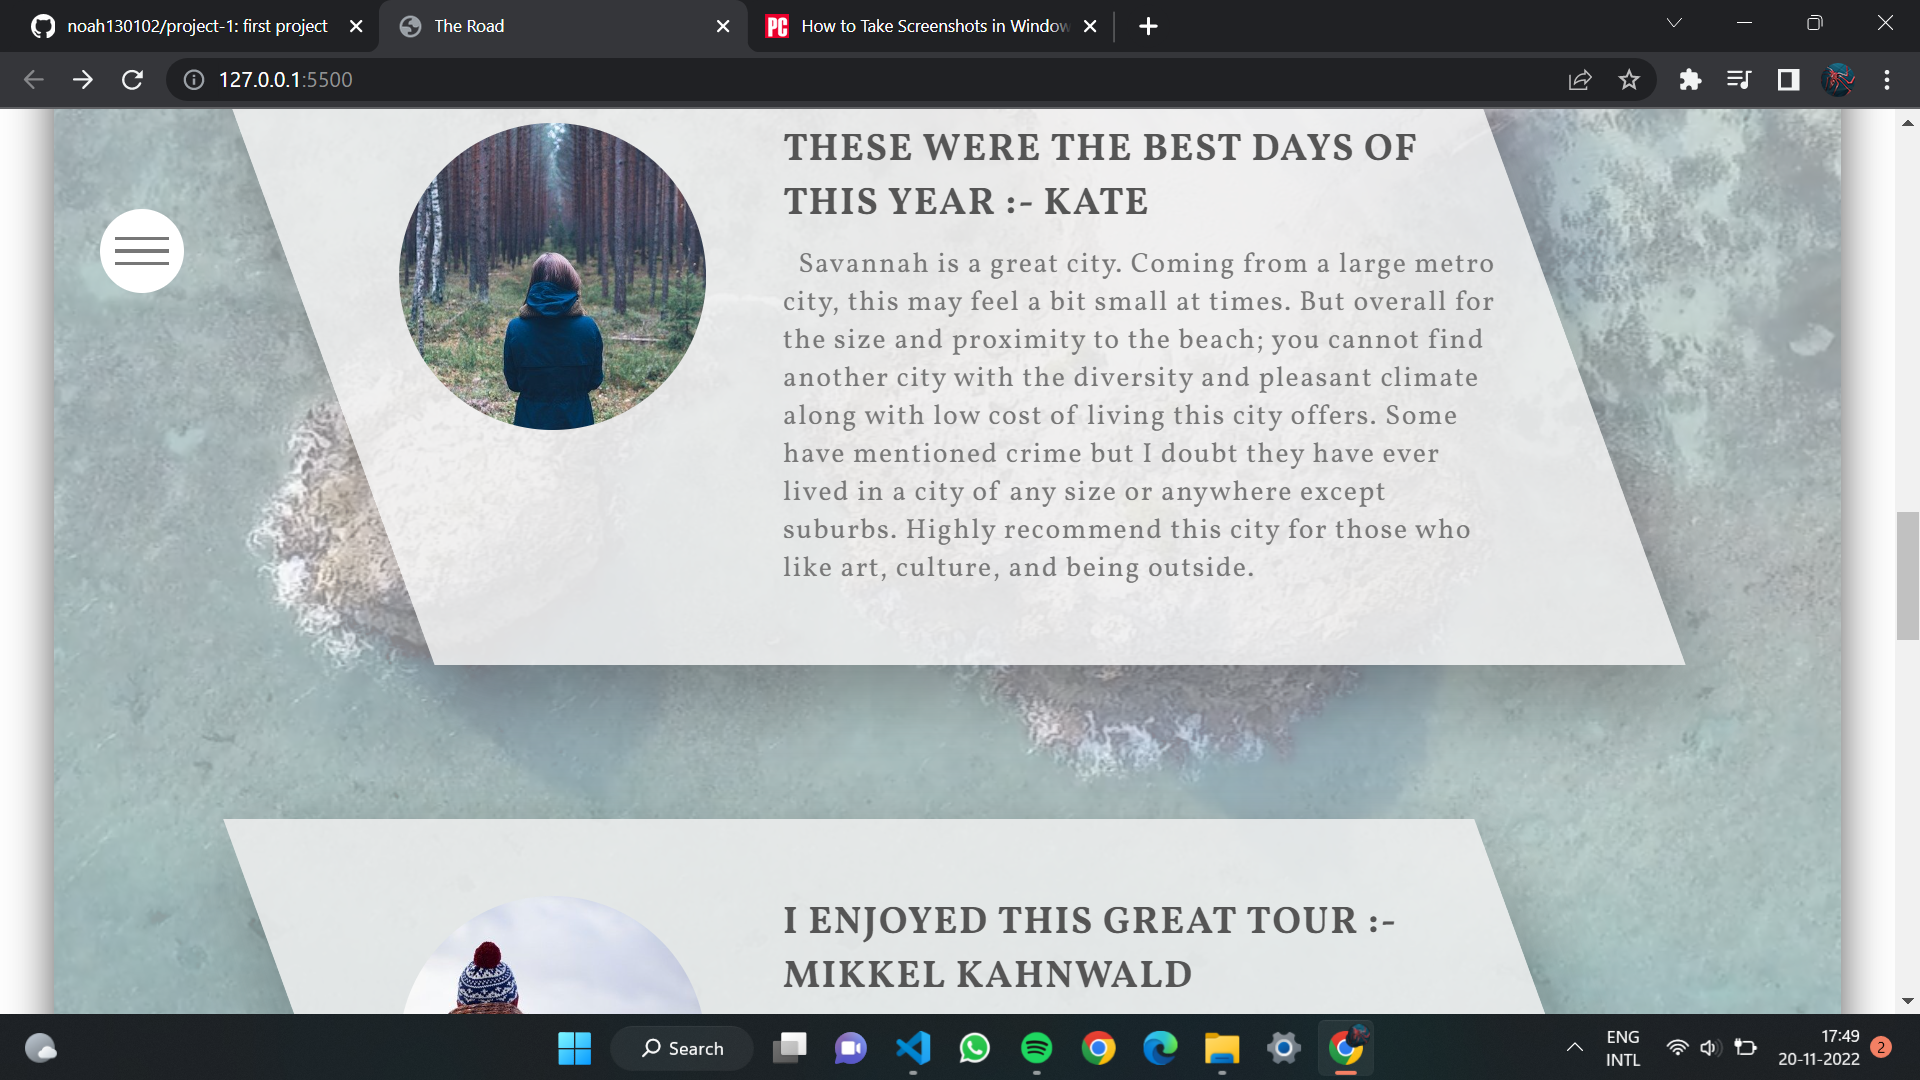 noah130102/project-1: first project
The Road
How to Take Screenshots in Window
127.0.0.1:5500
THESE WERE THE BEST DAYS OF
THIS YEAR :- KATE
Savannah is a great city. Coming from a large metro
city, this may feel a bit small at times. But overall for
the size and proximity to the beach; you cannot find
another city with the diversity and pleasant climate
along with low cost of living this city offers. Some
have mentioned crime but I doubt they have ever
lived in a city of any size or anywhere except
suburbs. Highly recommend this city for those who
like art, culture, and being outside.
I ENJOYED THIS GREAT TOUR :-
MIKKEL KAHNWALD
Search
ENG
INTL
17:49
20-11-2022
2
PC